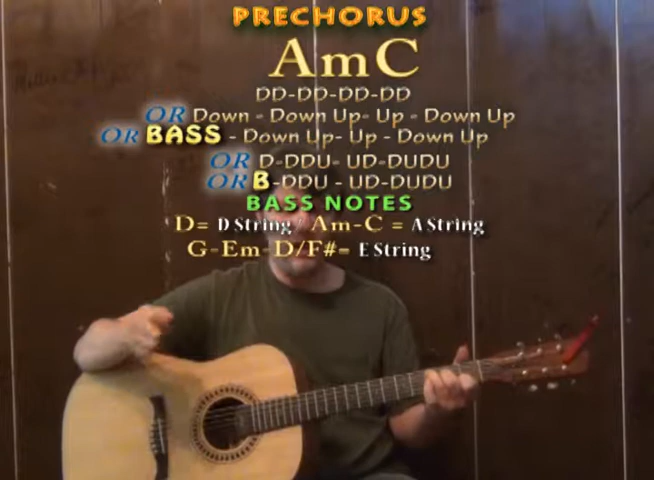 PRECHORUS
AmC
DD-DD-DD-DD
OR Down - Down Up- Up - Down Up
OR BASS - Down Up- Up - Down Up
OR D-DDU- UD-DUDU
OR B-DDU - UD-DUDU
BASS NOTES
D= D String / Am-C = A String
G-Em-D/F#= E String